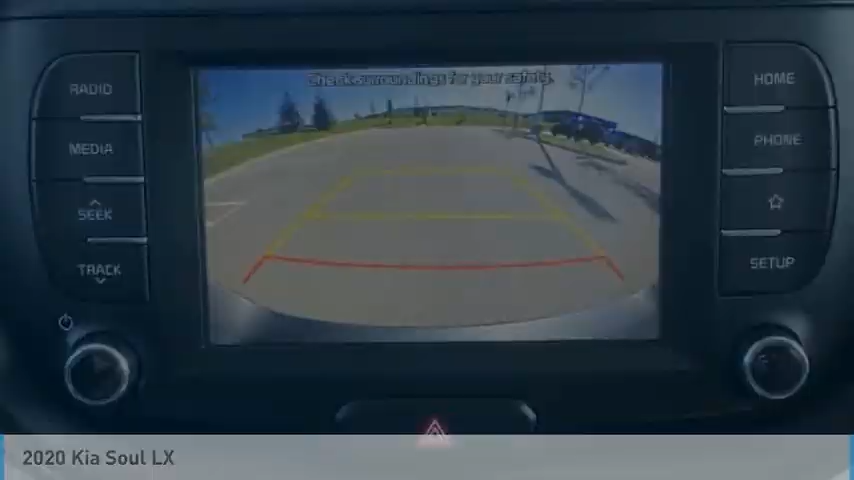 Check surroundings for your safety.
RADIO
MEDIA
SEEK
TRACK
HOME
PHONE
SETUP
2020 Kia Soul LX